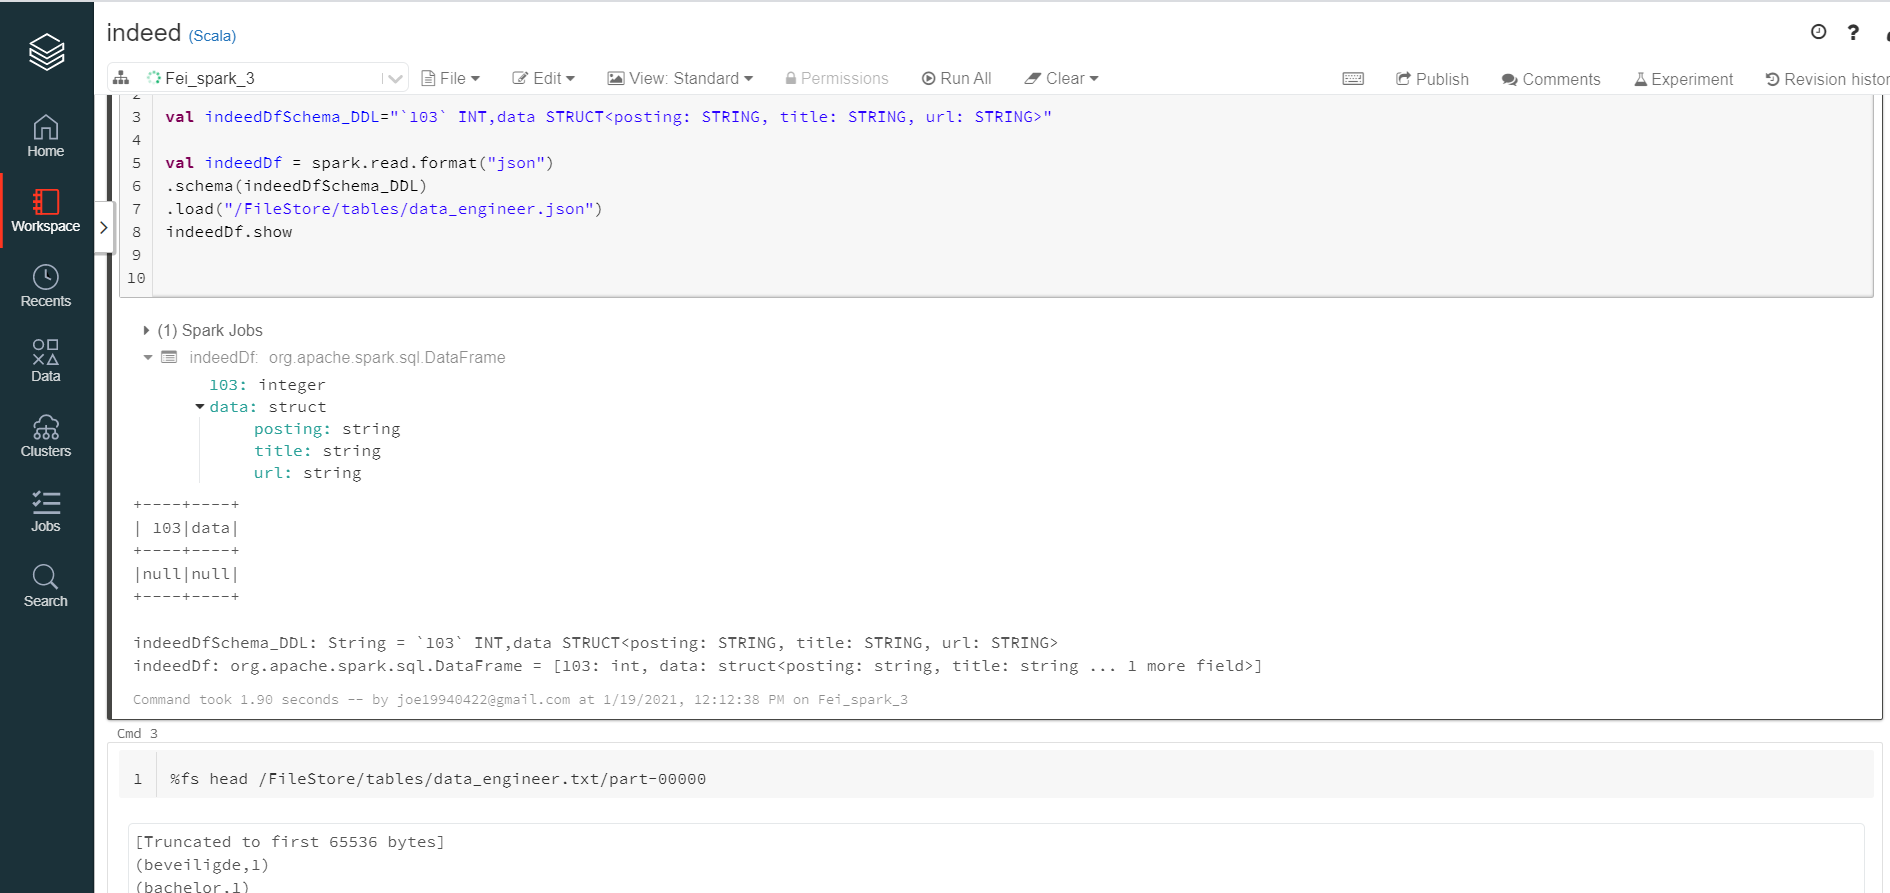 indeed (Scala)
Fei_spark_3 File Edit View: Standard Permissions Run All Clear Publish Comments Experiment Revision histor
Home
Workspace
Recents
Data
Clusters
Jobs
Search
2
3 val indeedDfSchema_DDL="`103` INT,data STRUCT<posting: STRING, title: STRING, url: STRING>"
4
5 val indeedDf = spark.read.format("json")
6 .schema(indeedDfSchema_DDL)
7 .load("/FileStore/tables/data_engineer.json")
8 indeedDf.show
9
10
(1) Spark Jobs
indeedDf: org.apache.spark.sql.DataFrame
103: integer
data: struct
posting: string
title: string
url: string
+----+----+
| 103|data|
+----+----+
|null|null|
+----+----+
indeedDfSchema_DDL: String = `103` INT,data STRUCT<posting: STRING, title: STRING, url: STRING>
indeedDf: org.apache.spark.sql.DataFrame = [103: int, data: struct<posting: string, title: string ... 1 more field>]
Command took 1.90 seconds -- by joe19940422@gmail.com at 1/19/2021, 12:12:38 PM on Fei_spark_3
Cmd 3
1 %fs head /FileStore/tables/data_engineer.txt/part-00000
[Truncated to first 65536 bytes]
(beveiligde,1)
(bachelor,1)